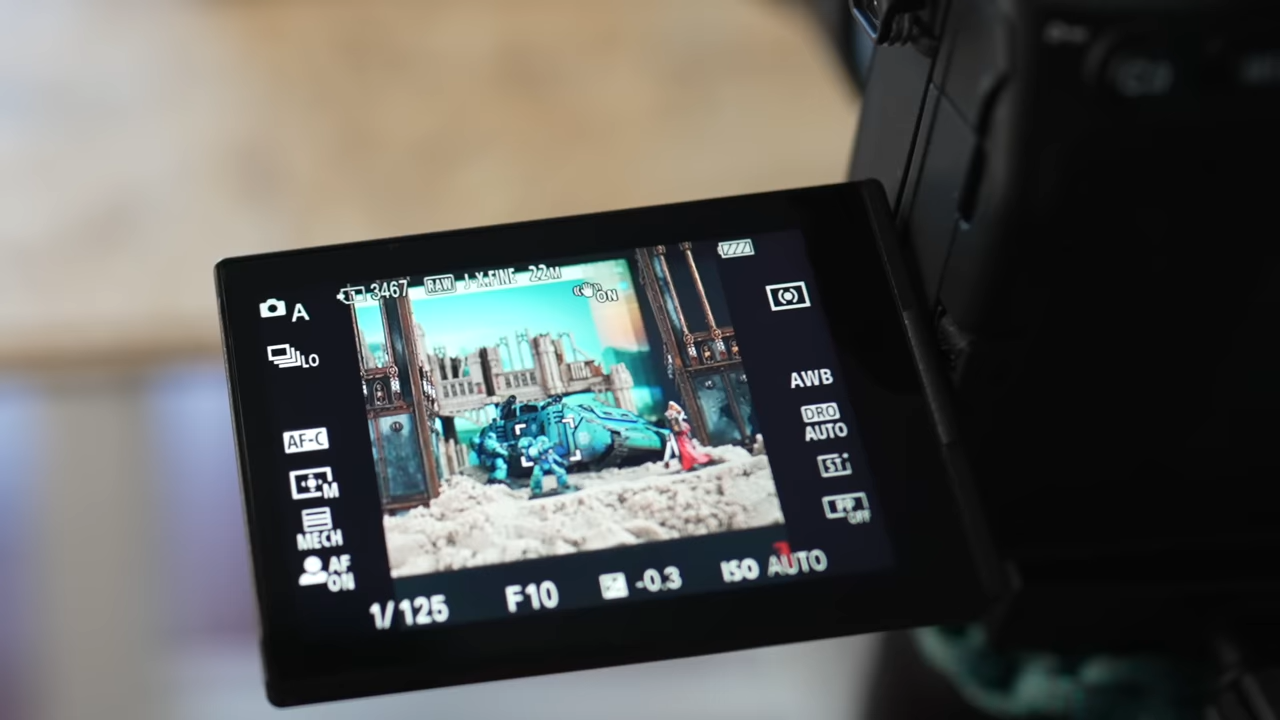 1 3467 RAW J-X.FINE 22M
ON
A
LO
AWB
DRO
AUTO
AF-C
ST
M
PP
OFF
MECH
AF
ON
1/125 F10 -0.3 ISO AUTO